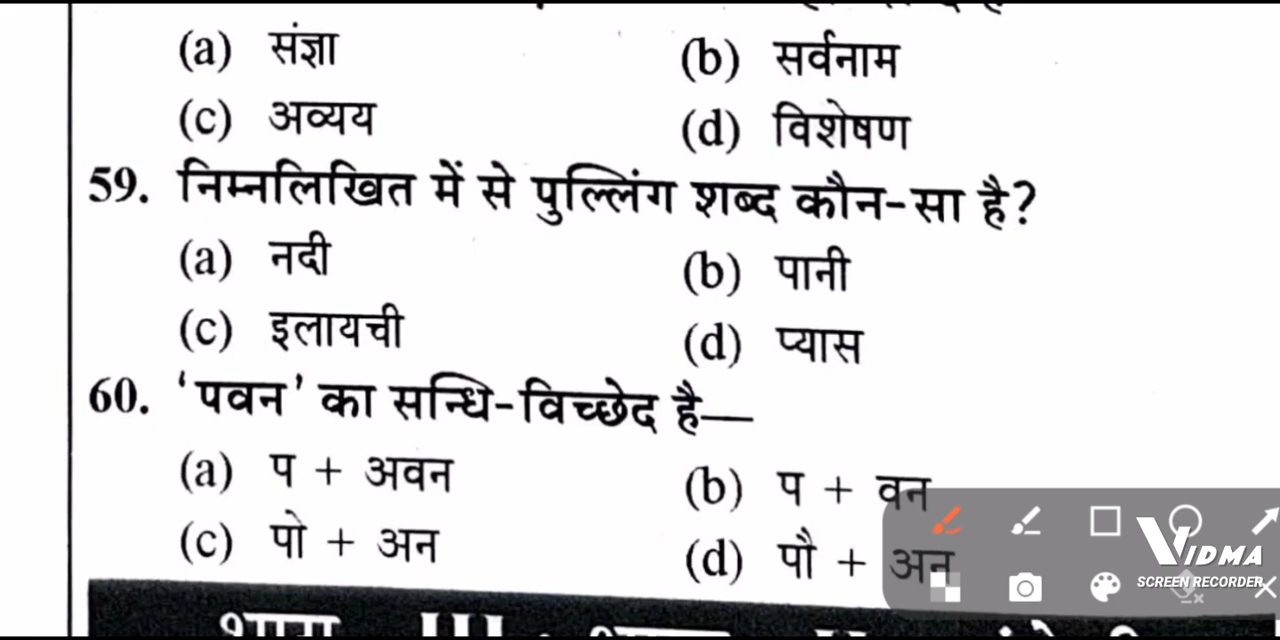 (a) संज्ञा (b) सर्वनाम
(c) अव्यय (d) विशेषण
59. निम्नलिखित में से पुल्लिंग शब्द कौन-सा है?
(a) नदी (b) पानी
(c) इलायची (d) प्यास
60. ‘पवन’ का सन्धि-विच्छेद है—
(a) प + अवन (b) प + वन
(c) पो + अन (d) पौ + अन
VIDMA
SCREEN RECORDER